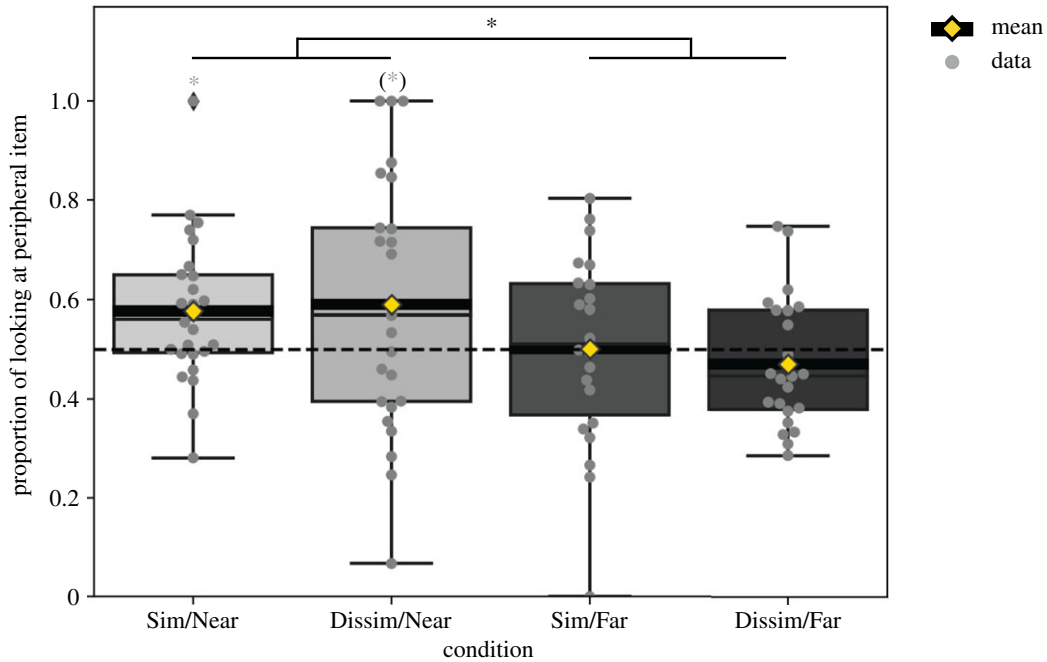 *
mean
data
* (*)
1.0
0.8
0.6
0.4
0.2
0
proportion of looking at peripheral item
Sim/Near Dissim/Near Sim/Far Dissim/Far
condition